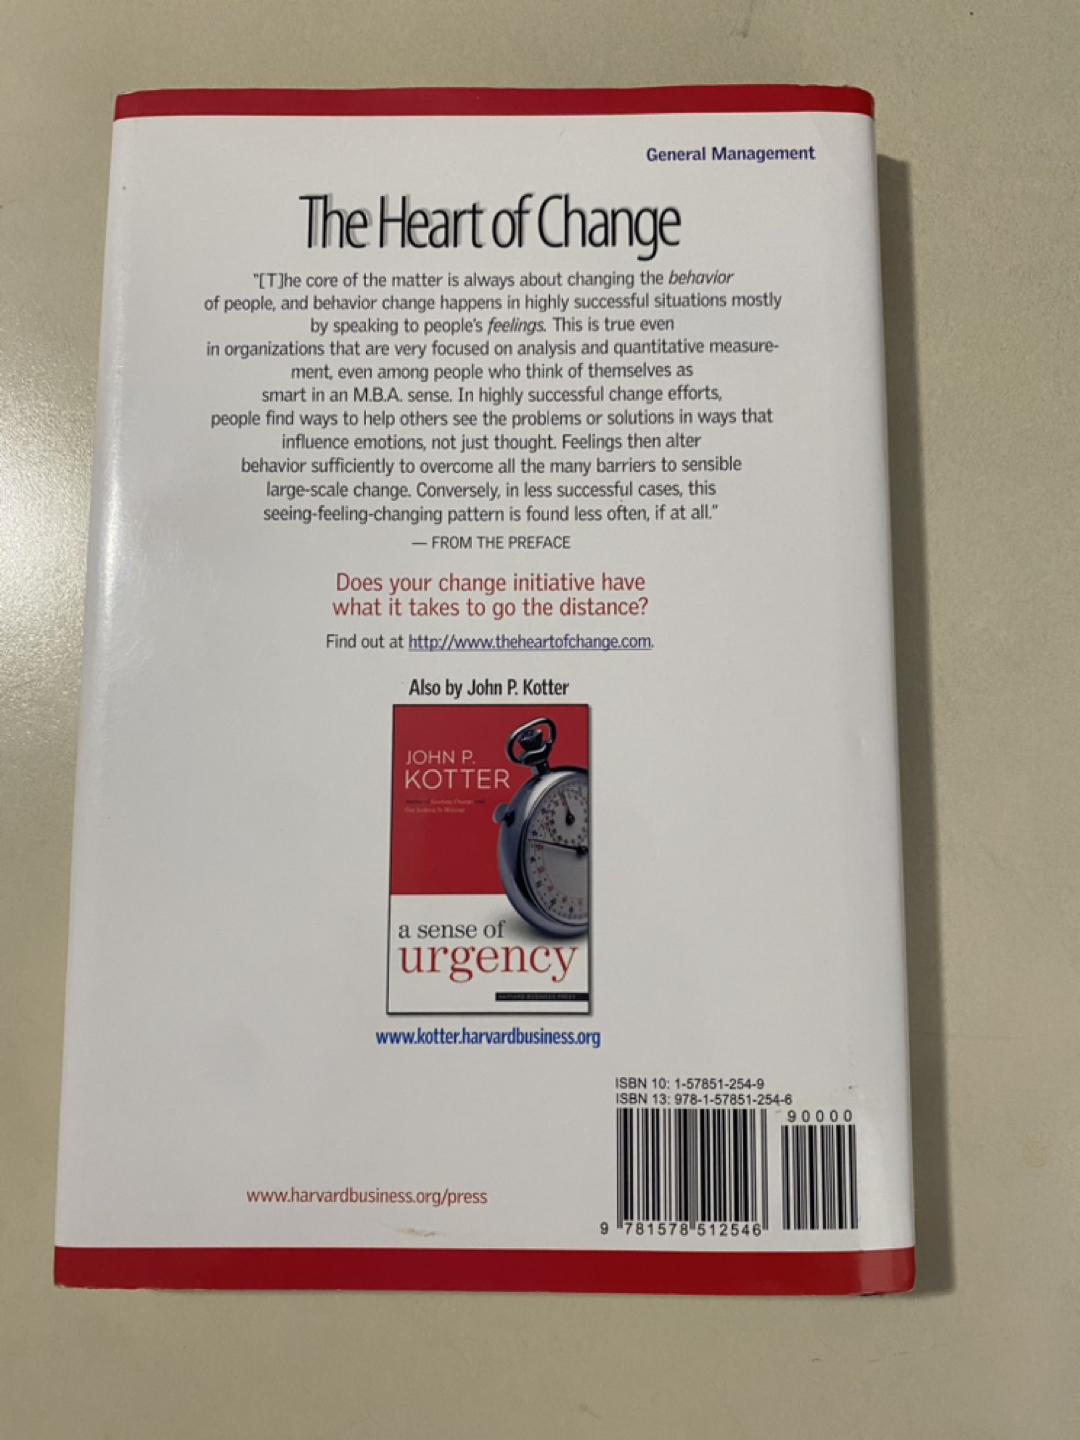 General Management
The Heart of Change
"[T]he core of the matter is always about changing the behavior
of people, and behavior change happens in highly successful situations mostly
by speaking to people's feelings. This is true even
in organizations that are very focused on analysis and quantitative measure-
ment, even among people who think of themselves as
smart in an M.B.A. sense. In highly successful change efforts,
people find ways to help others see the problems or solutions in ways that
influence emotions, not just thought. Feelings then alter
behavior sufficiently to overcome all the many barriers to sensible
large-scale change. Conversely, in less successful cases, this
seeing-feeling-changing pattern is found less often, if at all."
— FROM THE PREFACE
Does your change initiative have
what it takes to go the distance?
Find out at http://www.theheartofchange.com.
Also by John P. Kotter
JOHN P.
KOTTER
a sense of
urgency
HARVARD BUSINESS PRESS
www.kotter.harvardbusiness.org
ISBN 10: 1-57851-254-9
ISBN 13: 978-1-57851-254-6
90000
9 781578 512546
www.harvardbusiness.org/press